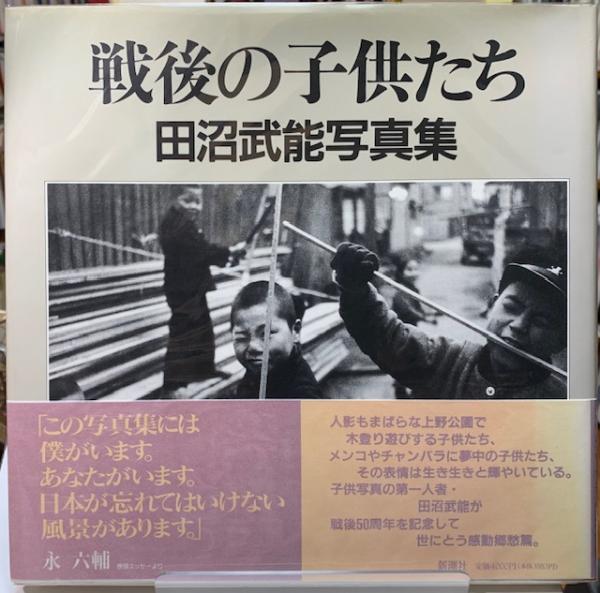 戦後の子供たち
田沼武能写真集
「この写真集には
僕がいます。
あなたがいます。
日本が忘れてはいけない
風景があります。」
永 六輔
人影もまばらな上野公園で
木登り遊びする子供たち、
メンコやチャンバラに夢中の子供たち、
その表情は生き生きと輝やいている。
子供写真の第一人者・
田沼武能が
戦後50周年を記念して
世にとう感動郷愁篇。
新潮社